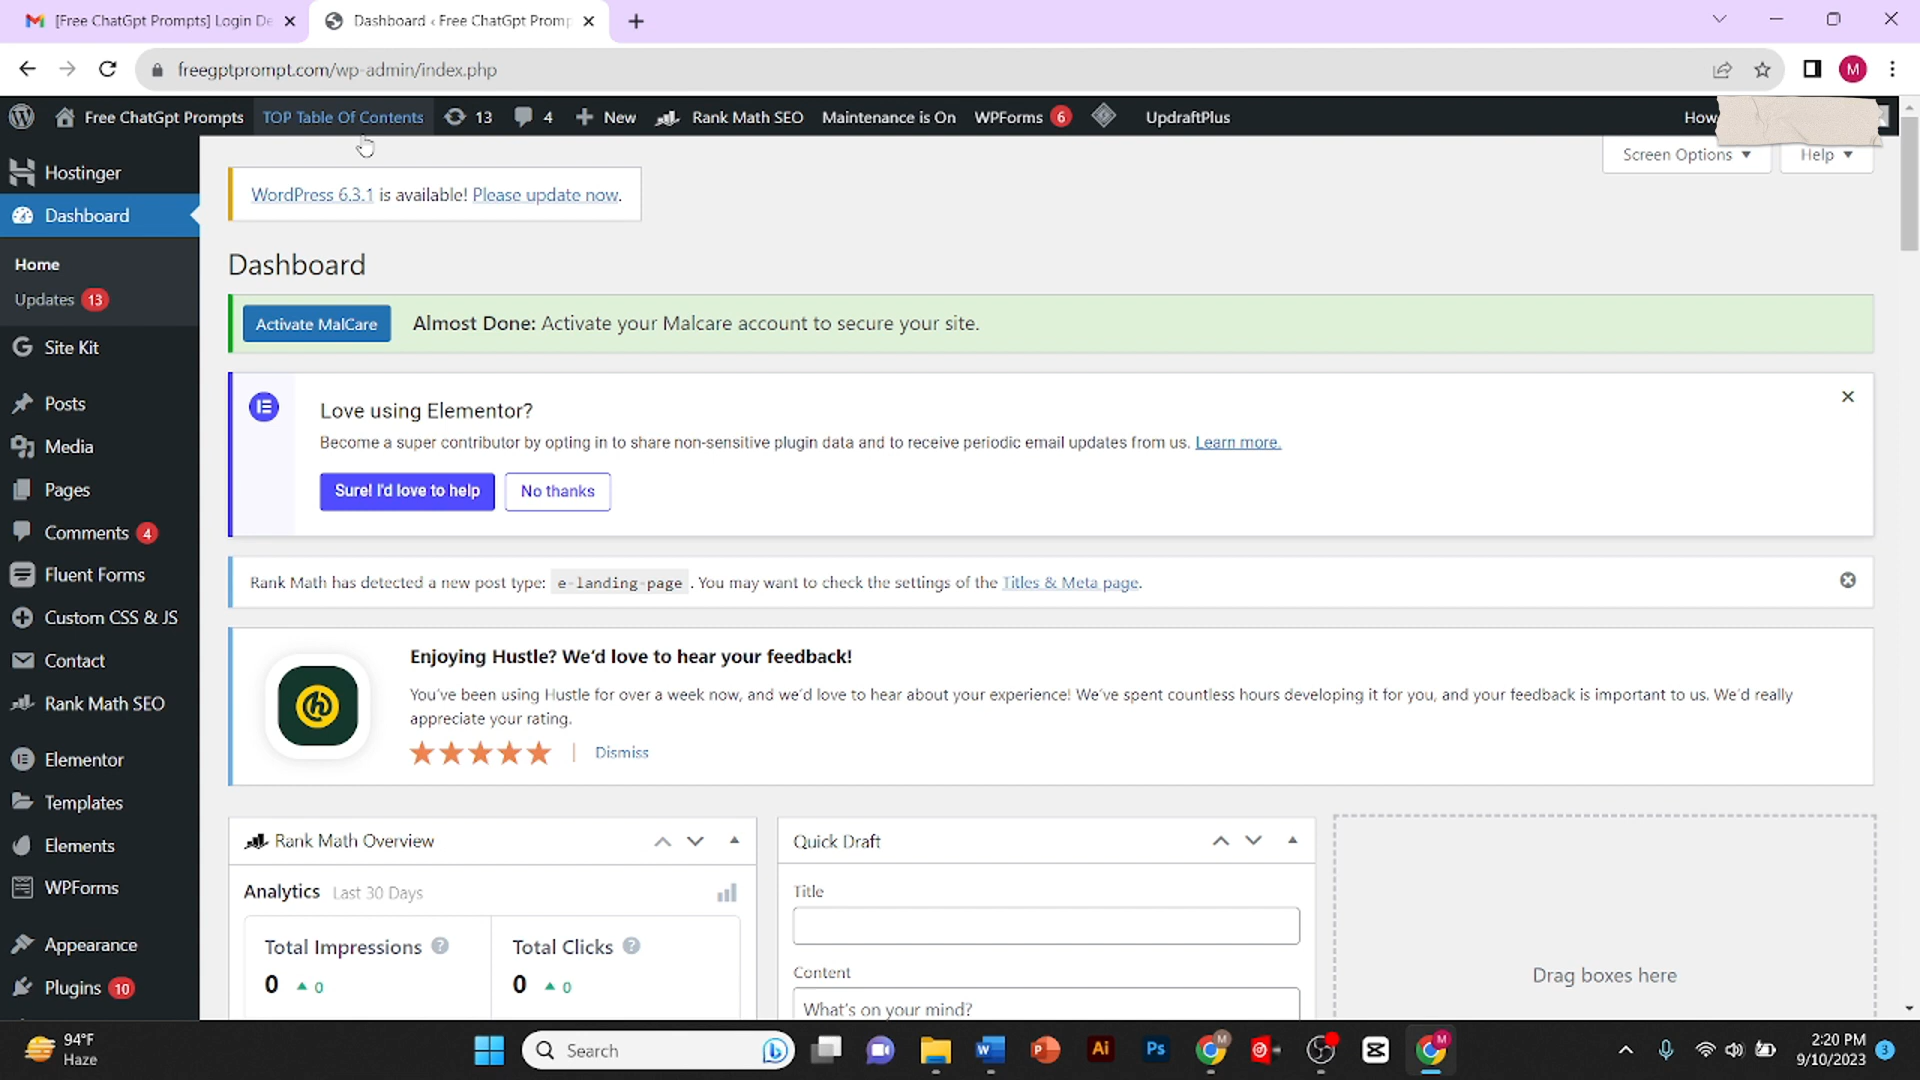 [Free ChatGpt Prompts] Login De
Dashboard ‹ Free ChatGpt Promp
freegptprompt.com/wp-admin/index.php
M
Free ChatGpt Prompts
TOP Table Of Contents
13
4
New
Rank Math SEO
Maintenance is On
WPForms 6
UpdraftPlus
How
Hostinger
Screen Options
Help
WordPress 6.3.1 is available! Please update now.
Dashboard
Home
Updates 13
Site Kit
Posts
Media
Pages
Comments 4
Fluent Forms
Custom CSS & JS
Contact
Rank Math SEO
Elementor
Templates
Elements
WPForms
Appearance
Plugins 10
Dashboard
Activate MalCare
Almost Done: Activate your Malcare account to secure your site.
Love using Elementor?
Become a super contributor by opting in to share non-sensitive plugin data and to receive periodic email updates from us. Learn more.
Sure! I'd love to help
No thanks
Rank Math has detected a new post type: e-landing-page . You may want to check the settings of the Titles & Meta page.
Enjoying Hustle? We'd love to hear your feedback!
You've been using Hustle for over a week now, and we'd love to hear about your experience! We've spent countless hours developing it for you, and your feedback is important to us. We'd really
appreciate your rating.
Dismiss
Rank Math Overview
Analytics Last 30 Days
Total Impressions
0 0
Total Clicks
0 0
Quick Draft
Title
Content
What's on your mind?
Drag boxes here
94°F
Haze
Search
Ai
Ps
2:20 PM
9/10/2023
3